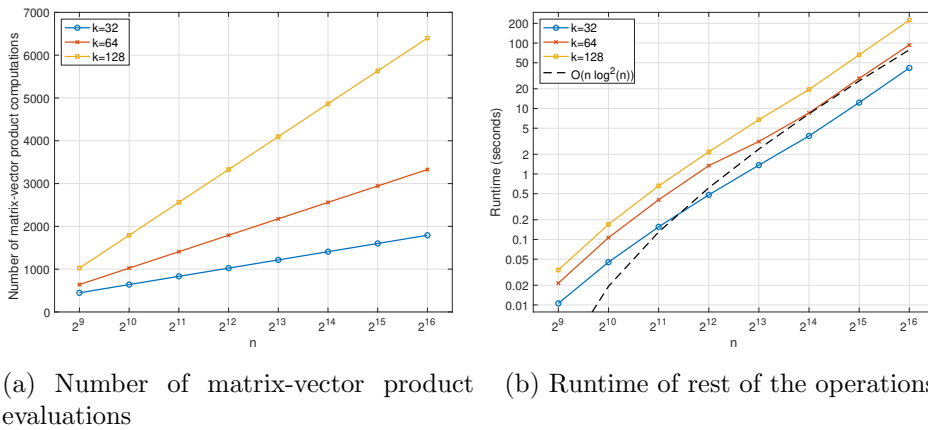 7000
6000
5000
4000
3000
2000
1000
0
Number of matrix-vector product computations
k=32
k=64
k=128
2^9 2^10 2^11 2^12 2^13 2^14 2^15 2^16
n
200
100
50
20
10
5
2
1
0.5
0.2
0.1
0.05
0.02
0.01
Runtime (seconds)
k=32
k=64
k=128
O(n log^2(n))
2^9 2^10 2^11 2^12 2^13 2^14 2^15 2^16
n
(a) Number of matrix-vector product
evaluations
(b) Runtime of rest of the operations